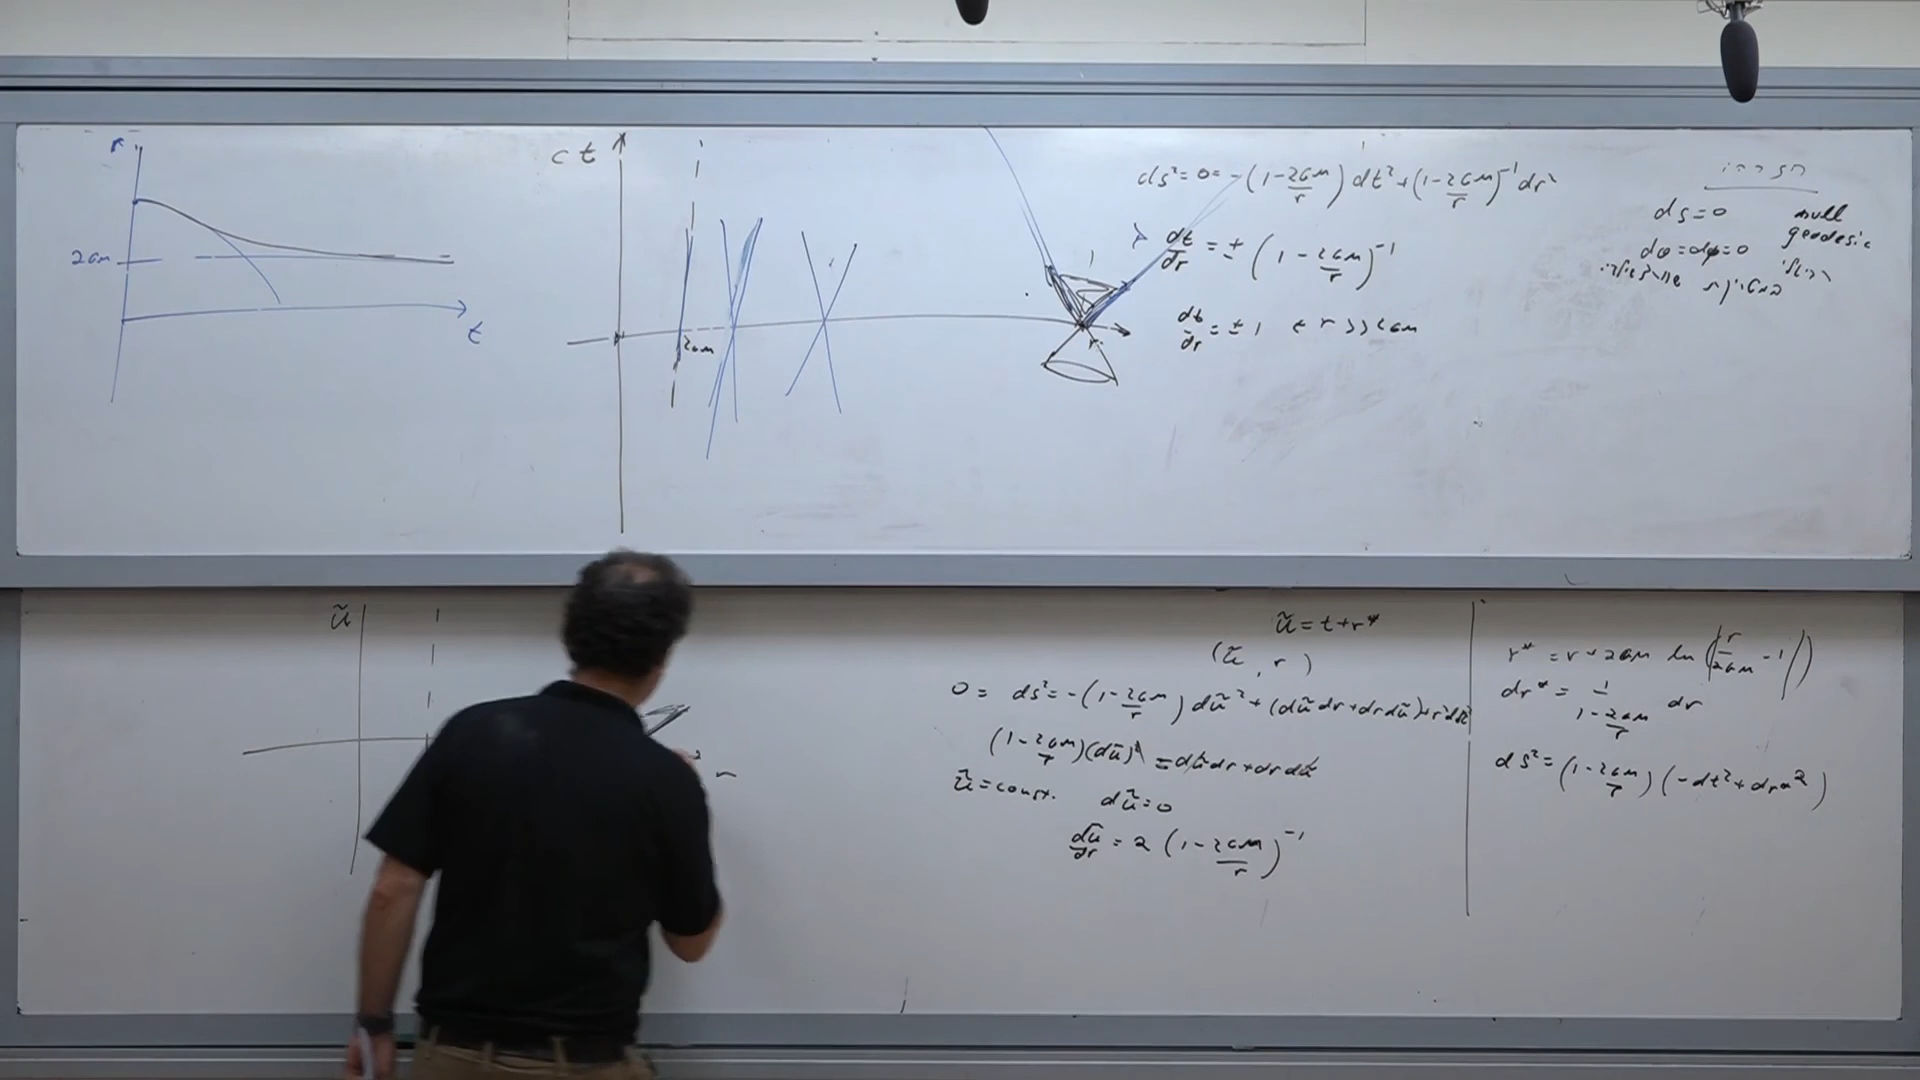 r
2GM
t
ct
2GM
r
ds²=0=-(1-2GM/r)dt²+(1-2GM/r)⁻¹dr²
dt/dr=±(1-2GM/r)⁻¹
dt/dr=±1 ← r>>2GM
ds=0 null geodesic
dθ=dφ=0
ũ
r
ũ=t+r*
(ũ, r)
0= ds²=-(1-2GM/r)dũ²+(dũdr+drdũ)+r²dΩ²
(1-2GM/r)(dũ)²=dũdr+drdũ
ũ=const. dũ=0
dũ/dr=2(1-2GM/r)⁻¹
r*=r+2GM ln(|r/2GM-1|)
dr*=1/(1-2GM/r) dr
ds²=(1-2GM/r)(-dt²+dr*²)